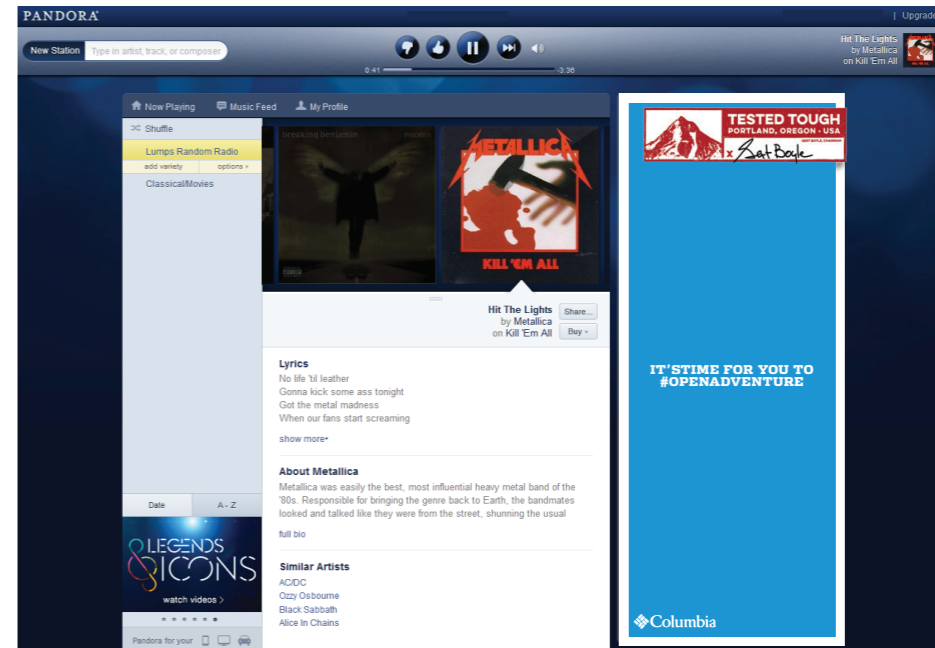 PANDORA
| Upgrade
New Station Type in artist, track, or composer
0:41
3:36
Hit The Lights
by Metallica
on Kill 'Em All
Now Playing Music Feed My Profile
Shuffle
Lumps Random Radio
add variety options
Classical/Movies
breaking benjamin
METALLICA
KILL 'EM ALL
Hit The Lights
by Metallica
on Kill 'Em All
Share...
Buy
Lyrics
No life 'til leather
Gonna kick some ass tonight
Got the metal madness
When our fans start screaming
show more
About Metallica
Metallica was easily the best, most influential heavy metal band of the
'80s. Responsible for bringing the genre back to Earth, the bandmates
looked and talked like they were from the street, shunning the usual
full bio
Similar Artists
AC/DC
Ozzy Osbourne
Black Sabbath
Alice In Chains
Date A - Z
LEGENDS
& ICONS
watch videos >
Pandora for your
TESTED TOUGH
PORTLAND, OREGON - USA
x Gert Boyle
IT'STIME FOR YOU TO
#OPENADVENTURE
Columbia